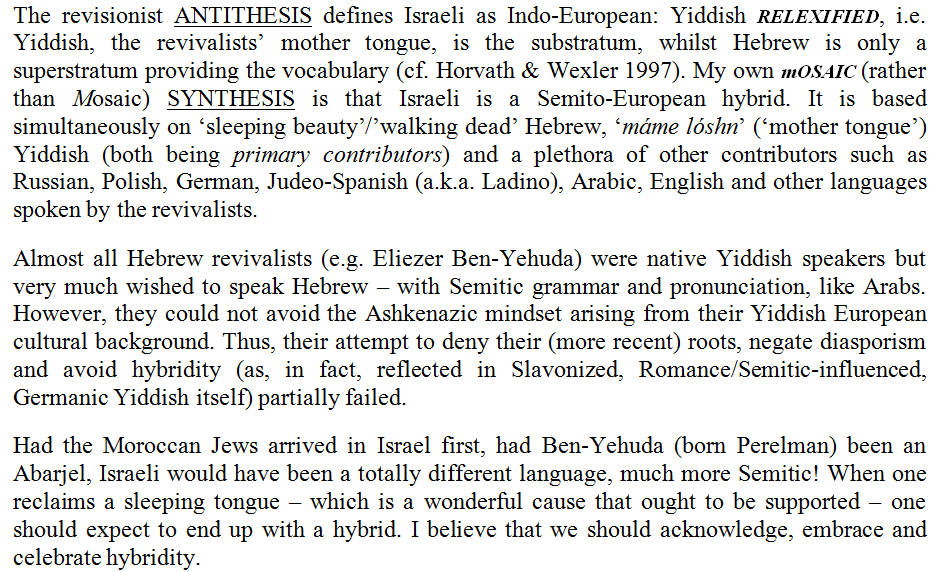 The revisionist ANTITHESIS defines Israeli as Indo-European: Yiddish RELEXIFIED, i.e.
Yiddish, the revivalists’ mother tongue, is the substratum, whilst Hebrew is only a
superstratum providing the vocabulary (cf. Horvath & Wexler 1997). My own mOSAIC (rather
than Mosaic) SYNTHESIS is that Israeli is a Semito-European hybrid. It is based
simultaneously on ‘sleeping beauty’/’walking dead’ Hebrew, ‘máme lóshn’ (‘mother tongue’)
Yiddish (both being primary contributors) and a plethora of other contributors such as
Russian, Polish, German, Judeo-Spanish (a.k.a. Ladino), Arabic, English and other languages
spoken by the revivalists.
Almost all Hebrew revivalists (e.g. Eliezer Ben-Yehuda) were native Yiddish speakers but
very much wished to speak Hebrew – with Semitic grammar and pronunciation, like Arabs.
However, they could not avoid the Ashkenazic mindset arising from their Yiddish European
cultural background. Thus, their attempt to deny their (more recent) roots, negate diasporism
and avoid hybridity (as, in fact, reflected in Slavonized, Romance/Semitic-influenced,
Germanic Yiddish itself) partially failed.
Had the Moroccan Jews arrived in Israel first, had Ben-Yehuda (born Perelman) been an
Abarjel, Israeli would have been a totally different language, much more Semitic! When one
reclaims a sleeping tongue – which is a wonderful cause that ought to be supported – one
should expect to end up with a hybrid. I believe that we should acknowledge, embrace and
celebrate hybridity.